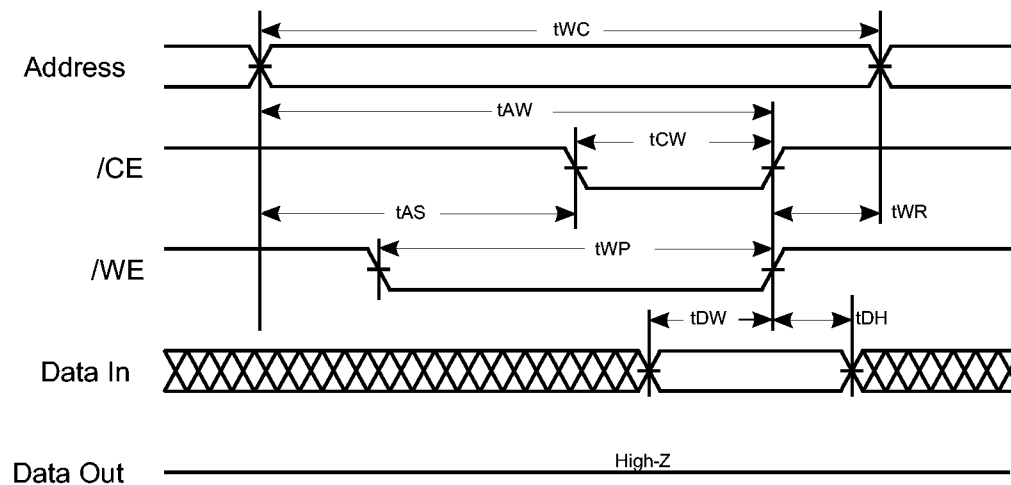 tWC
Address
tAW
tCW
/CE
tAS
tWR
tWP
/WE
tDW
tDH
Data In
High-Z
Data Out